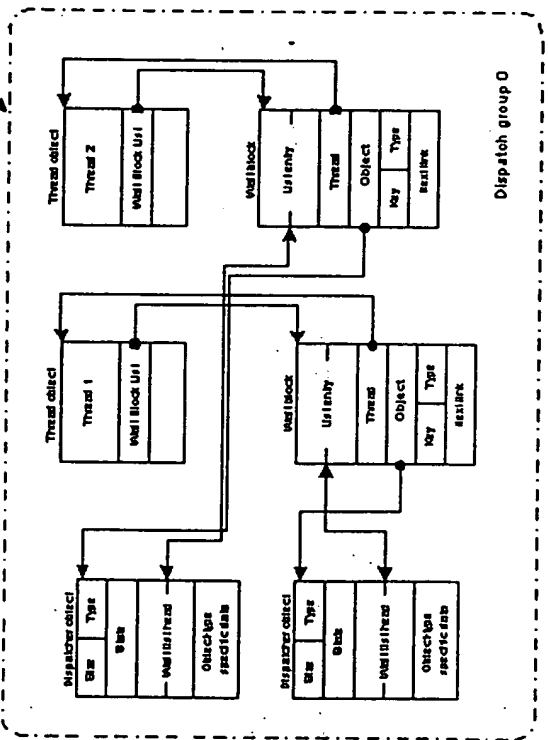 Dispatcher object
Size Type
State
Wait list head
Object-type
specific data
Thread object
Thread 1
Wait Block List
Thread object
Thread 2
Wait Block List
Dispatcher object
Size Type
State
Wait list head
Object-type
specific data
Wait block
List entry
Thread
Object
Key Type
Next link
Wait block
List entry
Thread
Object
Key Type
Next link
Dispatch group 0